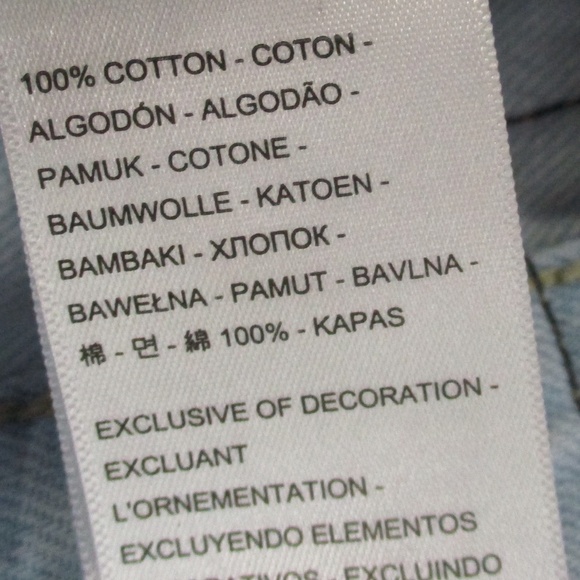 100% COTTON - COTON -
ALGODÓN - ALGODÃO -
PAMUK - COTONE -
BAUMWOLLE - KATOEN -
BAMBAKI - ХЛОПОК -
BAWEŁNA - PAMUT - BAVLNA -
棉 - 면 - 綿 100% - KAPAS
EXCLUSIVE OF DECORATION -
EXCLUANT
L'ORNEMENTATION -
EXCLUYENDO ELEMENTOS
EXCLUINDO